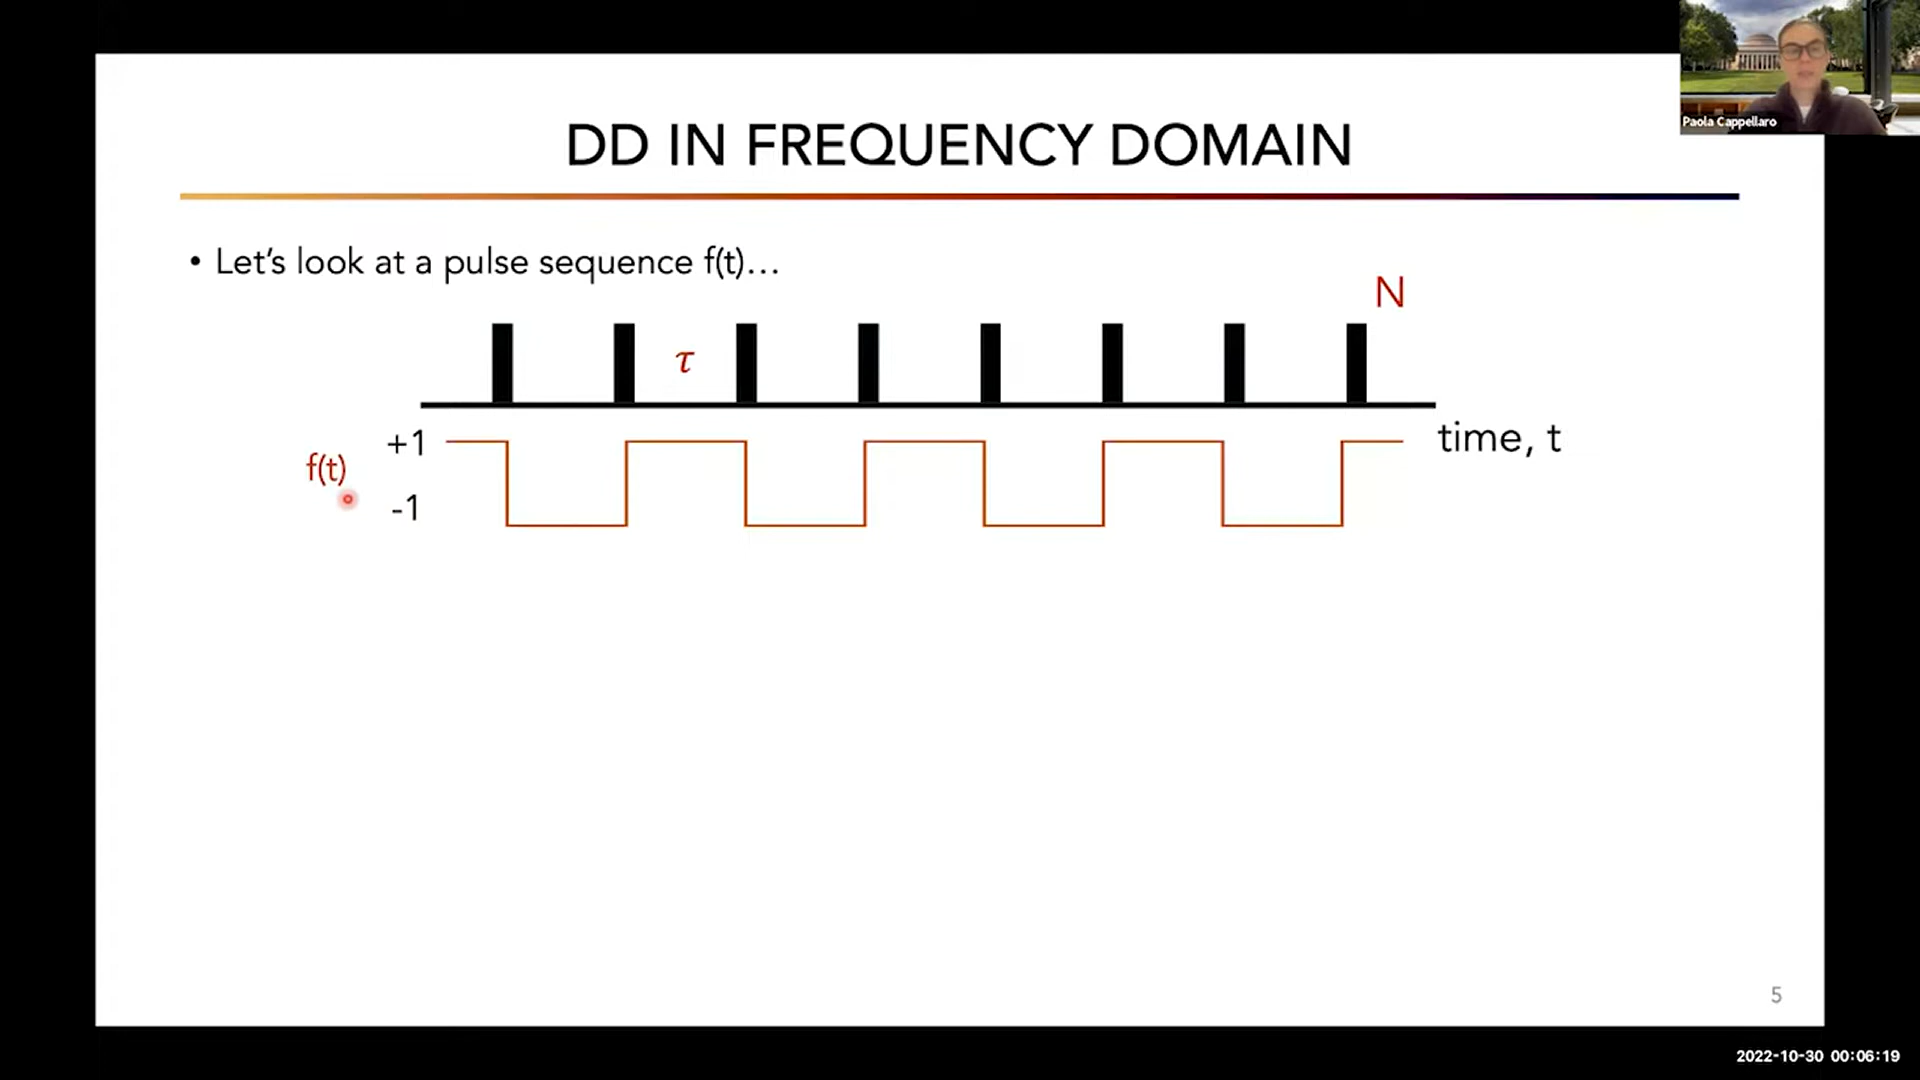 Paola Cappellaro
DD IN FREQUENCY DOMAIN
• Let's look at a pulse sequence f(t)...
N
τ
+1
time, t
f(t)
-1
5
2022-10-30 00:06:19